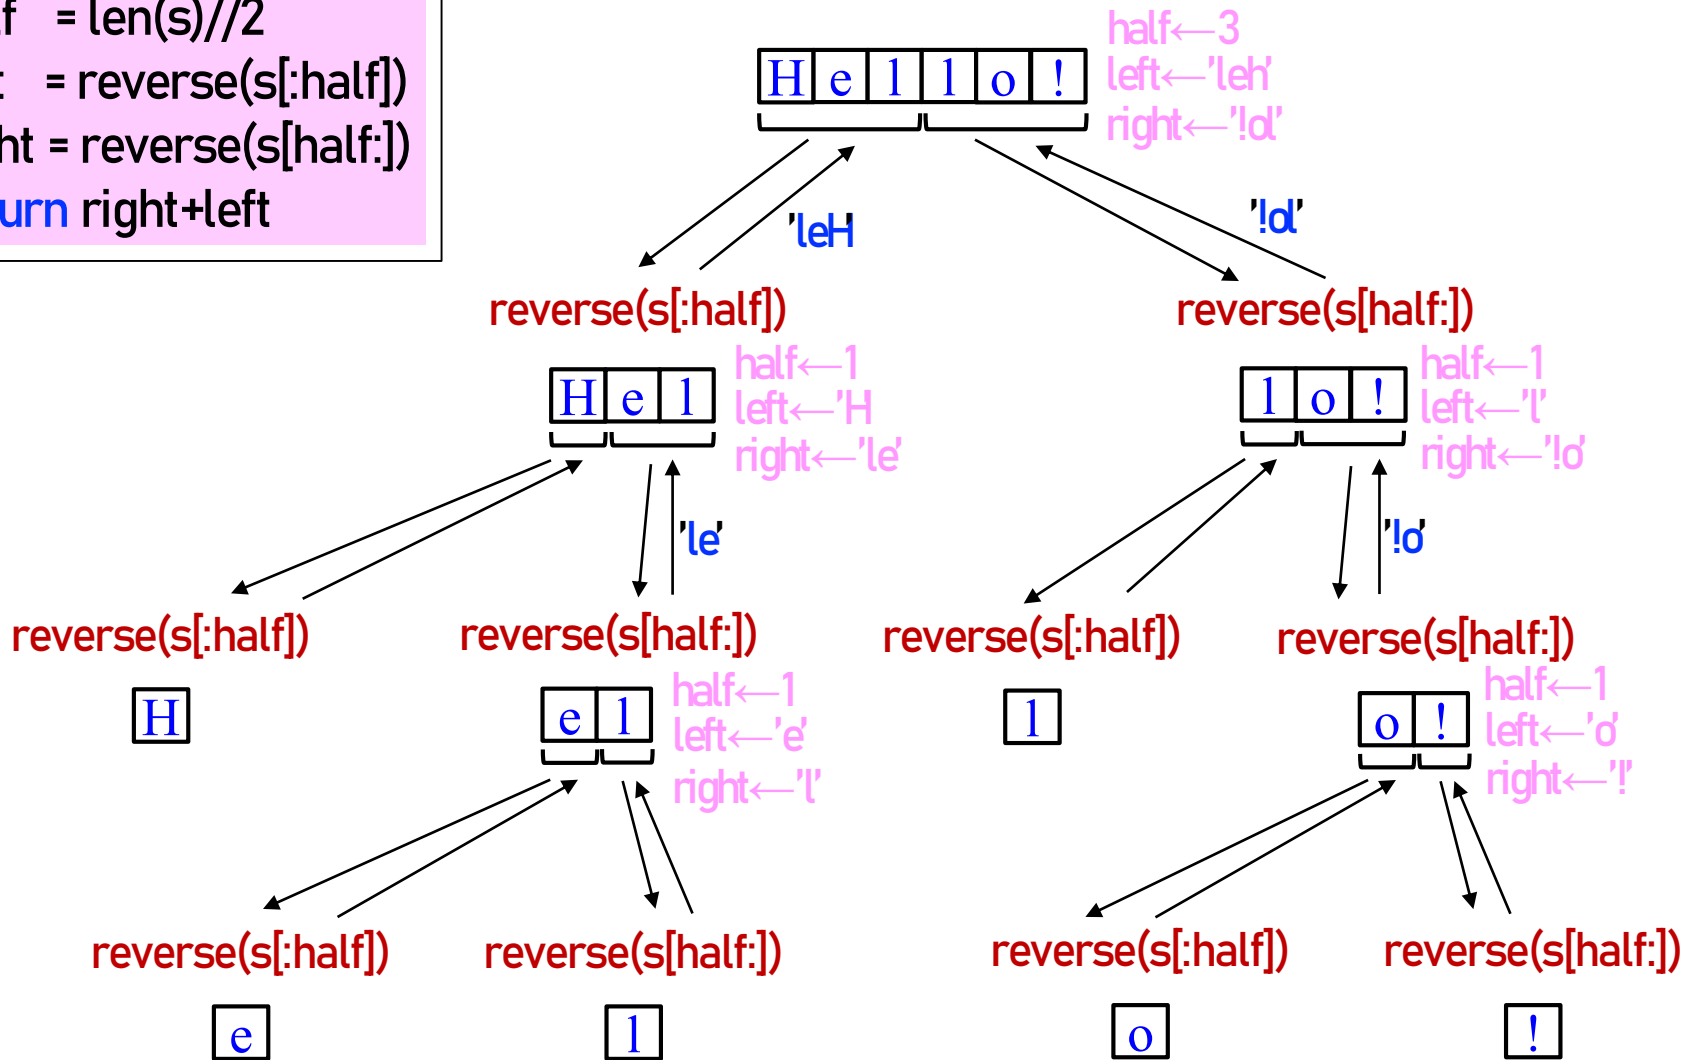 f = len(s)//2
t = reverse(s[:half])
ht = reverse(s[half:])
urn right+left
half←3
left←'leh'
right←'!ol'
H e l l o !
'leH'
'!ol'
reverse(s[:half])
reverse(s[half:])
H e l
half←1
left←'H
right←'le'
l o !
half←1
left←'l'
right←'!o'
'le'
'!o'
reverse(s[:half])
reverse(s[half:])
reverse(s[:half])
reverse(s[half:])
H
e l
half←1
left←'e'
right←'l'
l
o !
half←1
left←'o'
right←'!'
reverse(s[:half])
reverse(s[half:])
reverse(s[:half])
reverse(s[half:])
e
l
o
!